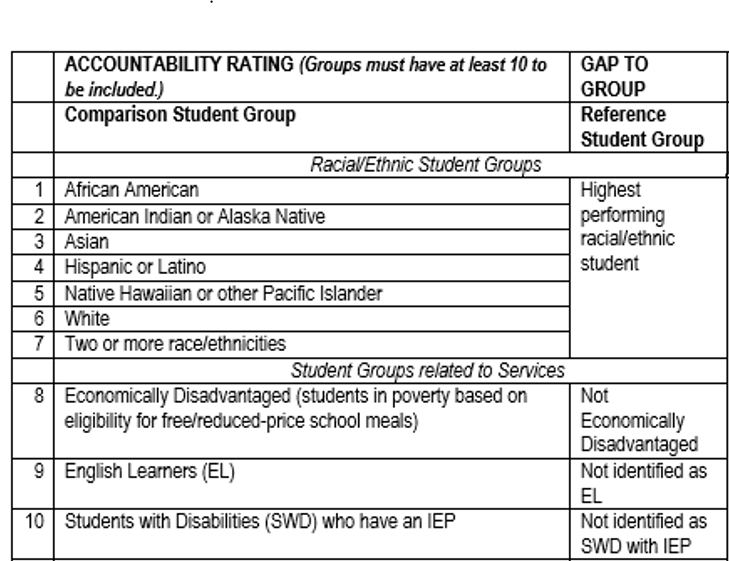 ACCOUNTABILITY RATING (Groups must have at least 10 to
be included.)
GAP TO
GROUP
Comparison Student Group
Reference
Student Group
Racial/Ethnic Student Groups
1 African American
Highest
performing
racial/ethnic
student
2 American Indian or Alaska Native
3 Asian
4 Hispanic or Latino
5 Native Hawaiian or other Pacific Islander
6 White
7 Two or more race/ethnicities
Student Groups related to Services
8 Economically Disadvantaged (students in poverty based on
eligibility for free/reduced-price school meals)
Not
Economically
Disadvantaged
9 English Learners (EL)
Not identified as
EL
10 Students with Disabilities (SWD) who have an IEP
Not identified as
SWD with IEP